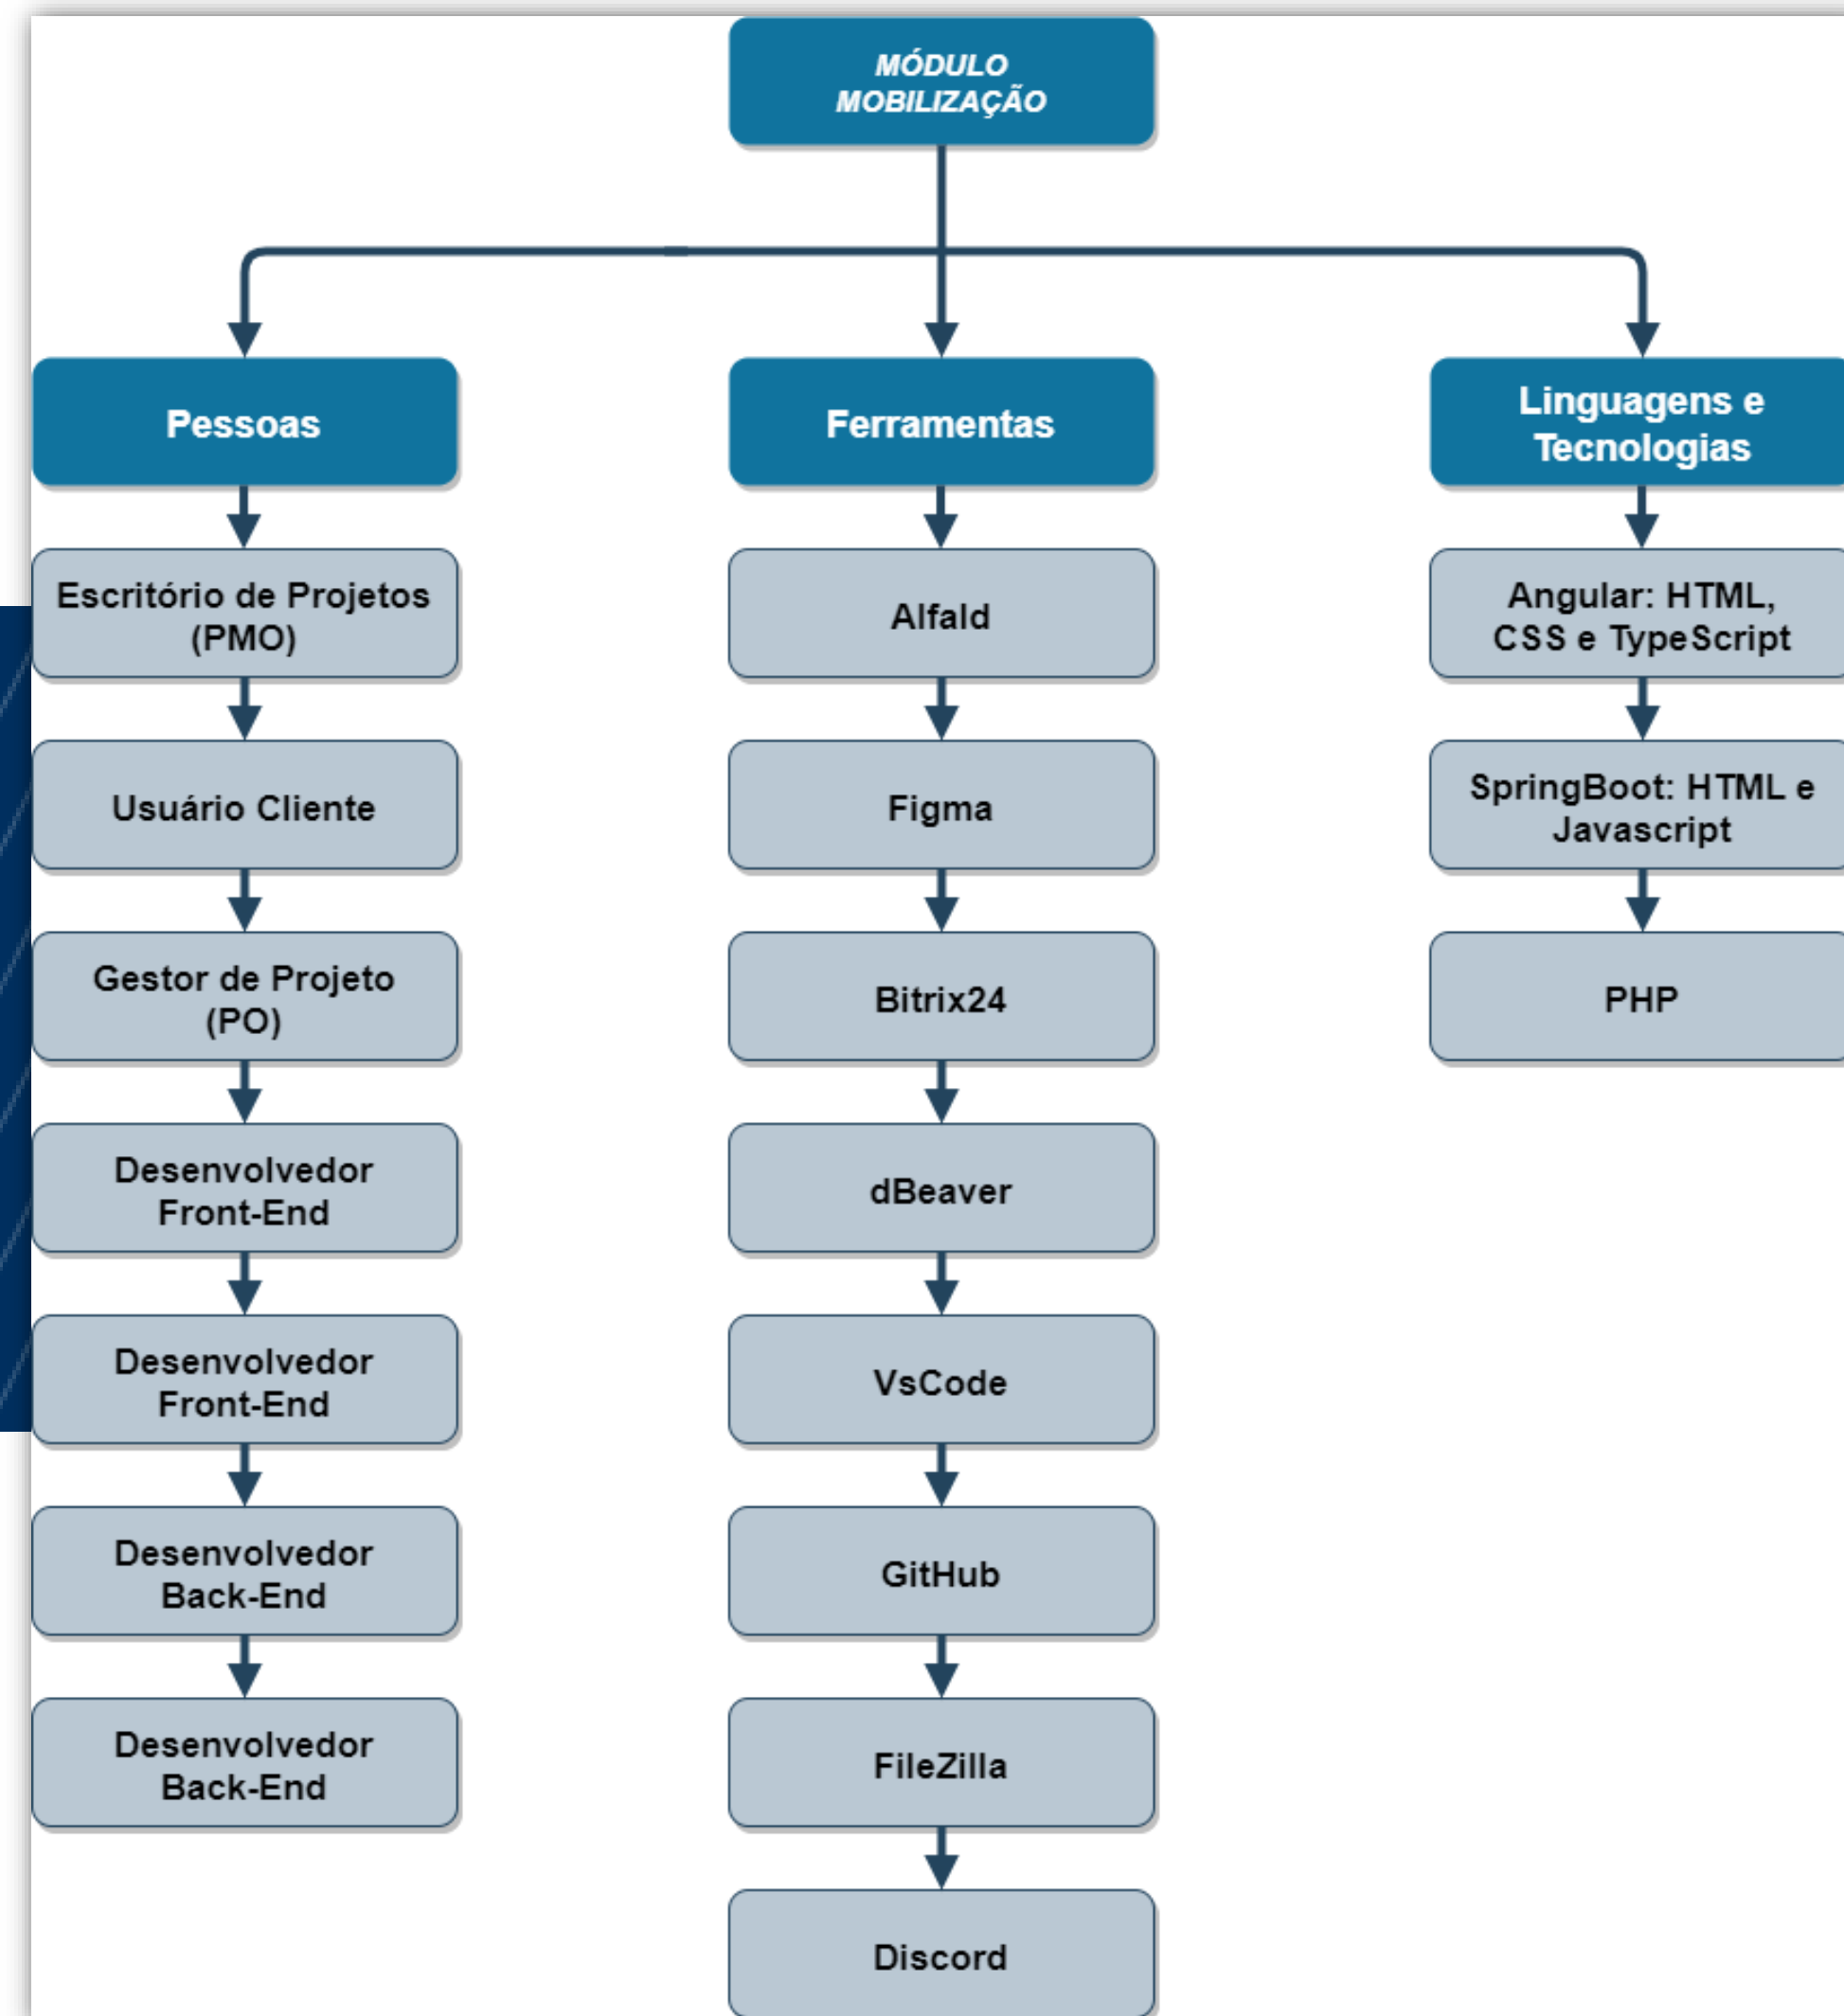 MÓDULO
MOBILIZAÇÃO
Pessoas
Escritório de Projetos
(PMO)
Usuário Cliente
Gestor de Projeto
(PO)
Desenvolvedor
Front-End
Desenvolvedor
Front-End
Desenvolvedor
Back-End
Desenvolvedor
Back-End
Ferramentas
Alfald
Figma
Bitrix24
dBeaver
VsCode
GitHub
FileZilla
Discord
Linguagens e
Tecnologias
Angular: HTML,
CSS e TypeScript
SpringBoot: HTML e
Javascript
PHP